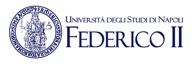 UNIVERSITÀ DEGLI STUDI DI NAPOLI
FEDERICO II